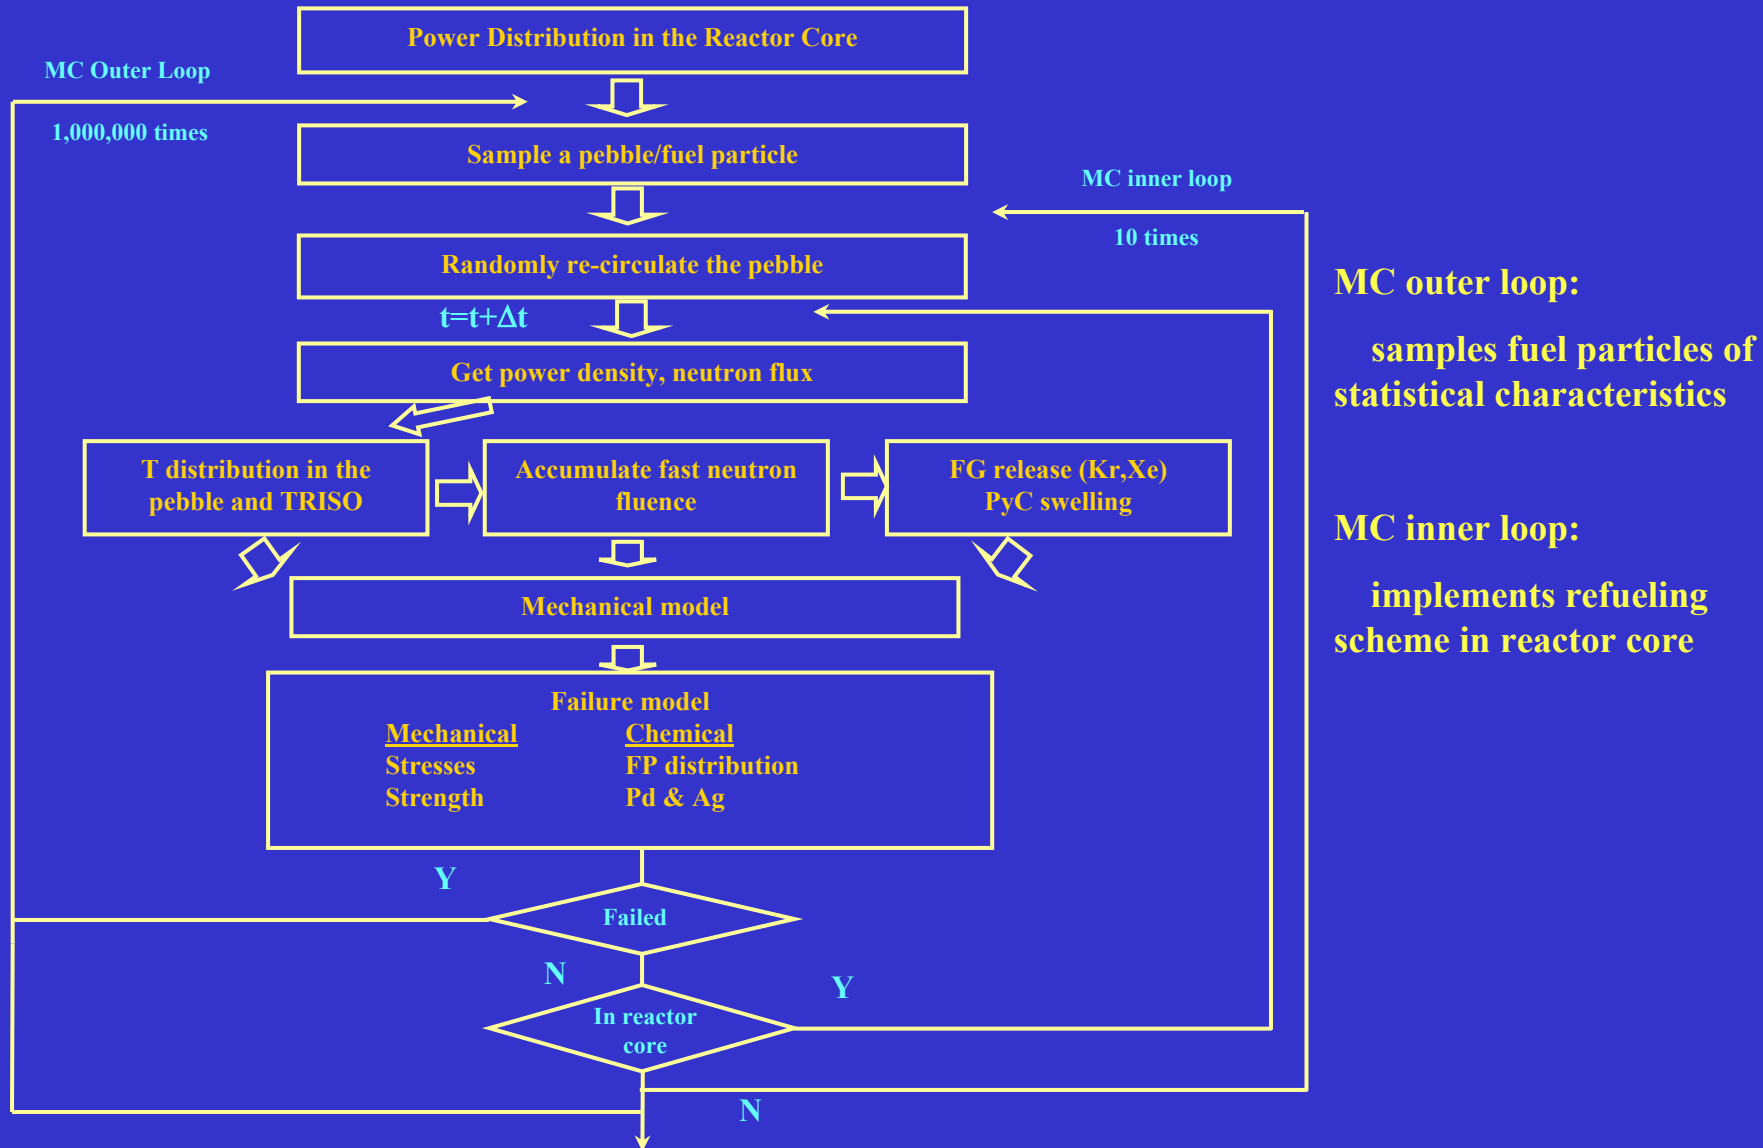 Power Distribution in the Reactor Core
MC Outer Loop
1,000,000 times
Sample a pebble/fuel particle
MC inner loop
10 times
Randomly re-circulate the pebble
t=t+Δt
Get power density, neutron flux
T distribution in the
pebble and TRISO
Accumulate fast neutron
fluence
FG release (Kr,Xe)
PyC swelling
Mechanical model
Failure model
Mechanical Chemical
Stresses FP distribution
Strength Pd & Ag
Y
Failed
N
Y
In reactor
core
N
MC outer loop:
samples fuel particles of
statistical characteristics
MC inner loop:
implements refueling
scheme in reactor core